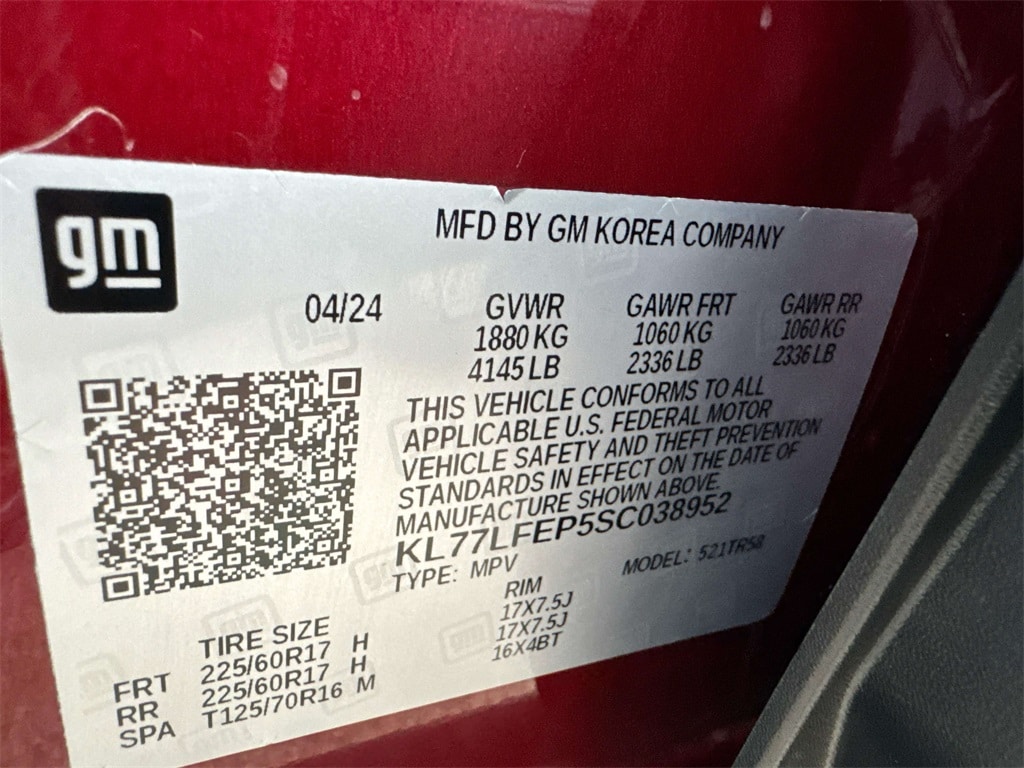 gm
MFD BY GM KOREA COMPANY
04/24 GVWR GAWR FRT GAWR RR
1880 KG 1060 KG 1060 KG
4145 LB 2336 LB 2336 LB
THIS VEHICLE CONFORMS TO ALL
APPLICABLE U.S. FEDERAL MOTOR
VEHICLE SAFETY AND THEFT PREVENTION
STANDARDS IN EFFECT ON THE DATE OF
MANUFACTURE SHOWN ABOVE.
KL77LFEP5SC038952
TYPE: MPV MODEL: 521TR58
TIRE SIZE RIM
FRT 225/60R17 H 17X7.5J
RR 225/60R17 H 17X7.5J
SPA T125/70R16 M 16X4BT